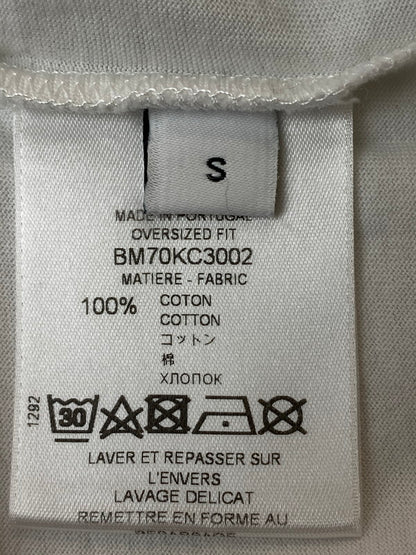 S
MADE IN PORTUGAL
OVERSIZED FIT
BM70KC3002
MATIERE - FABRIC
100% COTON
COTTON
コットン
棉
ХЛОПОК
1292
30
LAVER ET REPASSER SUR
L'ENVERS
LAVAGE DELICAT
REMETTRE EN FORME AU
REPASSAGE